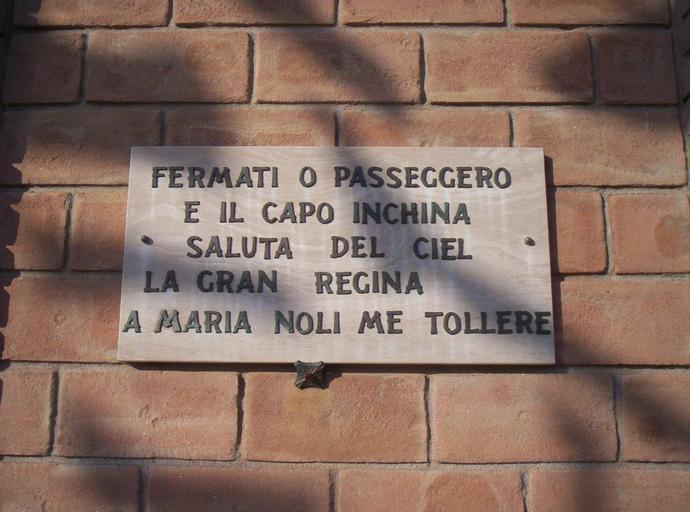 FERMATI O PASSEGGERO
E IL CAPO INCHINA
SALUTA DEL CIEL
LA GRAN REGINA
A MARIA NOLI ME TOLLERE